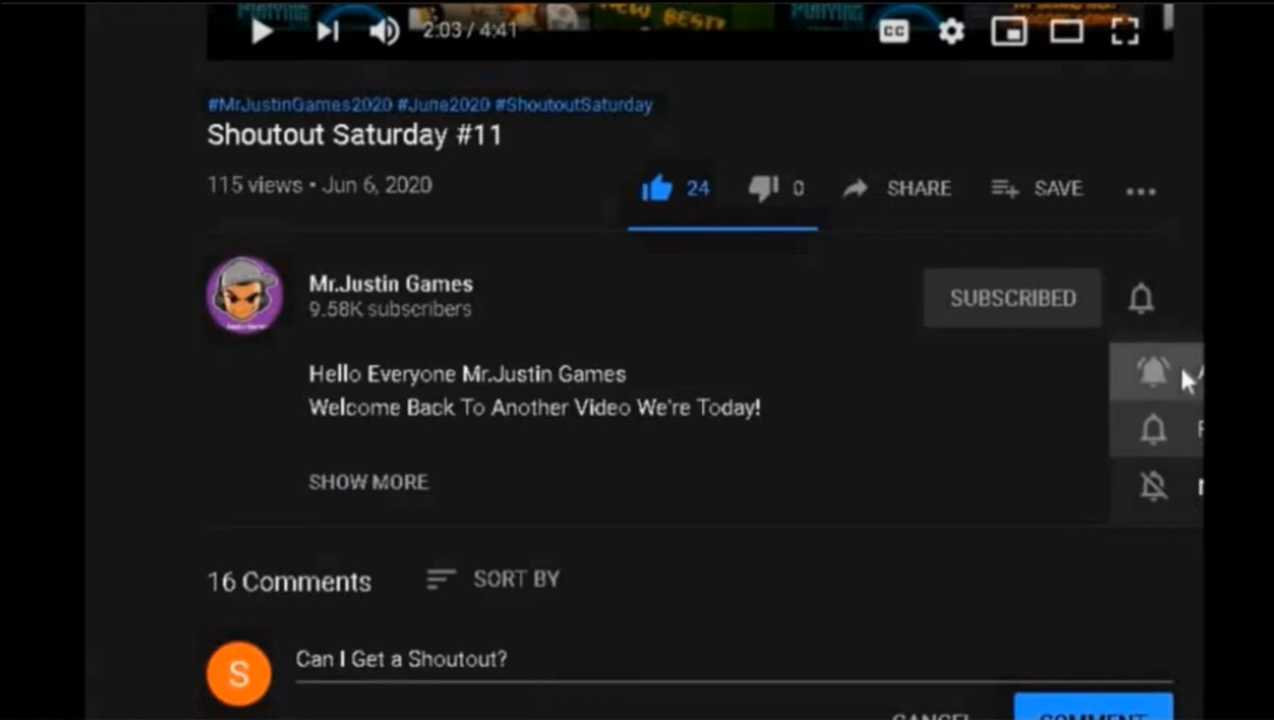 2:03 / 4:41
CC
#MrJustinGames2020 #June2020 #ShoutoutSaturday
Shoutout Saturday #11
115 views • Jun 6, 2020
24
0
SHARE
SAVE
Mr.Justin Games
9.58K subscribers
SUBSCRIBED
Hello Everyone Mr.Justin Games
Welcome Back To Another Video We're Today!
SHOW MORE
16 Comments
SORT BY
S
Can I Get a Shoutout?
CANCEL
COMMENT